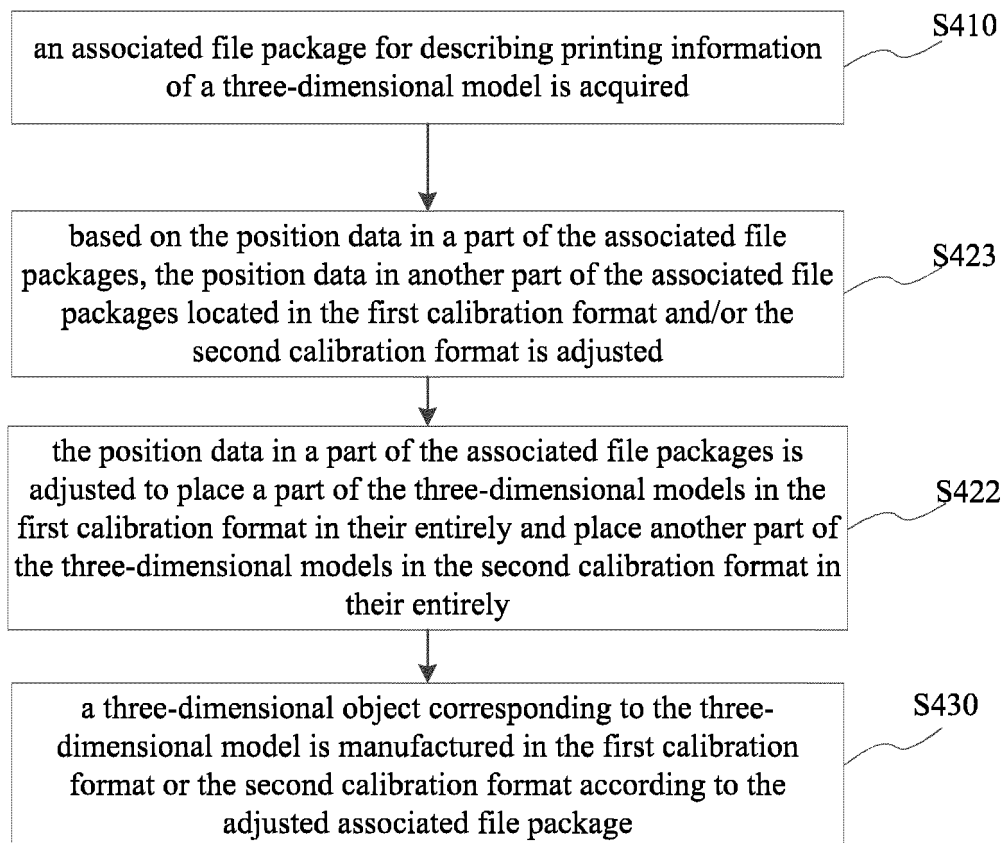 an associated file package for describing printing information
of a three-dimensional model is acquired
S410
based on the position data in a part of the associated file
packages, the position data in another part of the associated file
packages located in the first calibration format and/or the
second calibration format is adjusted
S423
the position data in a part of the associated file packages is
adjusted to place a part of the three-dimensional models in the
first calibration format in their entirely and place another part of
the three-dimensional models in the second calibration format in
their entirely
S422
a three-dimensional object corresponding to the three-
dimensional model is manufactured in the first calibration
format or the second calibration format according to the
adjusted associated file package
S430